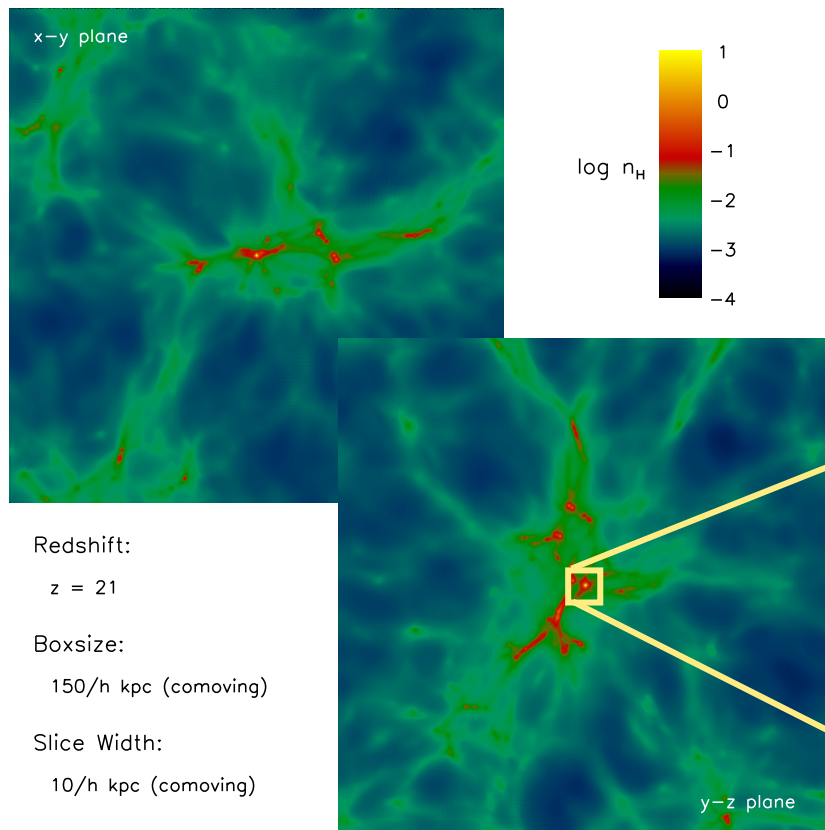 x-y plane
log nH
1
0
-1
-2
-3
-4
Redshift:
z = 21
Boxsize:
150/h kpc (comoving)
Slice Width:
10/h kpc (comoving)
y-z plane